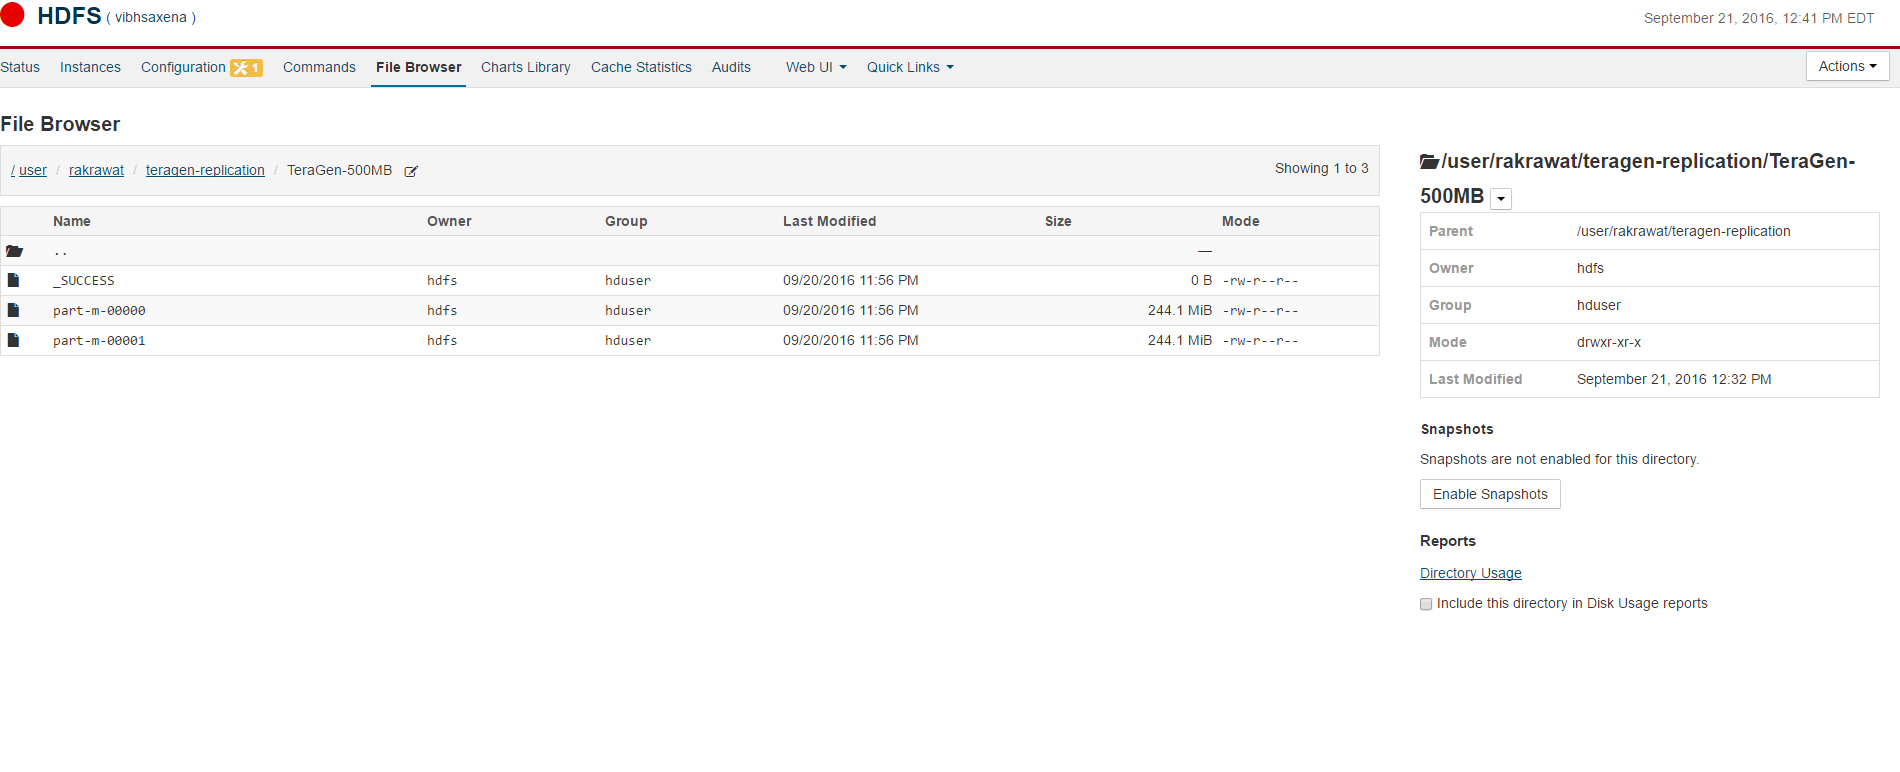 HDFS ( vibhsaxena )
September 21, 2016, 12:41 PM EDT
Status Instances Configuration 1 Commands File Browser Charts Library Cache Statistics Audits Web UI Quick Links Actions
File Browser
/ user / rakrawat / teragen-replication / TeraGen-500MB
Showing 1 to 3
Name Owner Group Last Modified Size Mode
.. —
_SUCCESS hdfs hduser 09/20/2016 11:56 PM 0 B -rw-r--r--
part-m-00000 hdfs hduser 09/20/2016 11:56 PM 244.1 MiB -rw-r--r--
part-m-00001 hdfs hduser 09/20/2016 11:56 PM 244.1 MiB -rw-r--r--
/user/rakrawat/teragen-replication/TeraGen-
500MB
Parent /user/rakrawat/teragen-replication
Owner hdfs
Group hduser
Mode drwxr-xr-x
Last Modified September 21, 2016 12:32 PM
Snapshots
Snapshots are not enabled for this directory.
Enable Snapshots
Reports
Directory Usage
Include this directory in Disk Usage reports